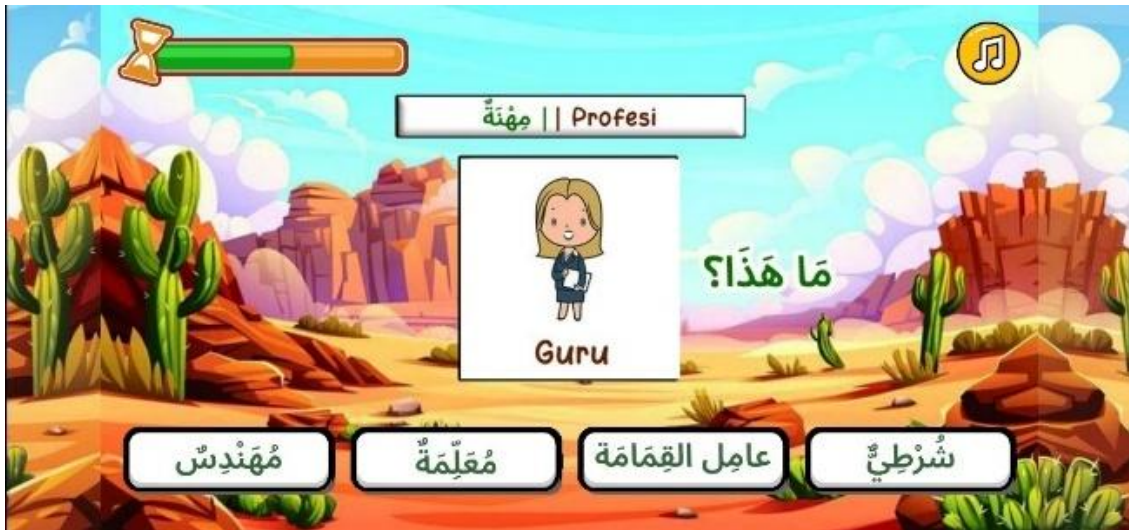 مِهْنَةٌ || Profesi
مَا هَذَا؟
Guru
مُهَنْدِسٌ
مُعَلِّمَةٌ
عامِل القِمَامَة
شُرْطِيٌّ